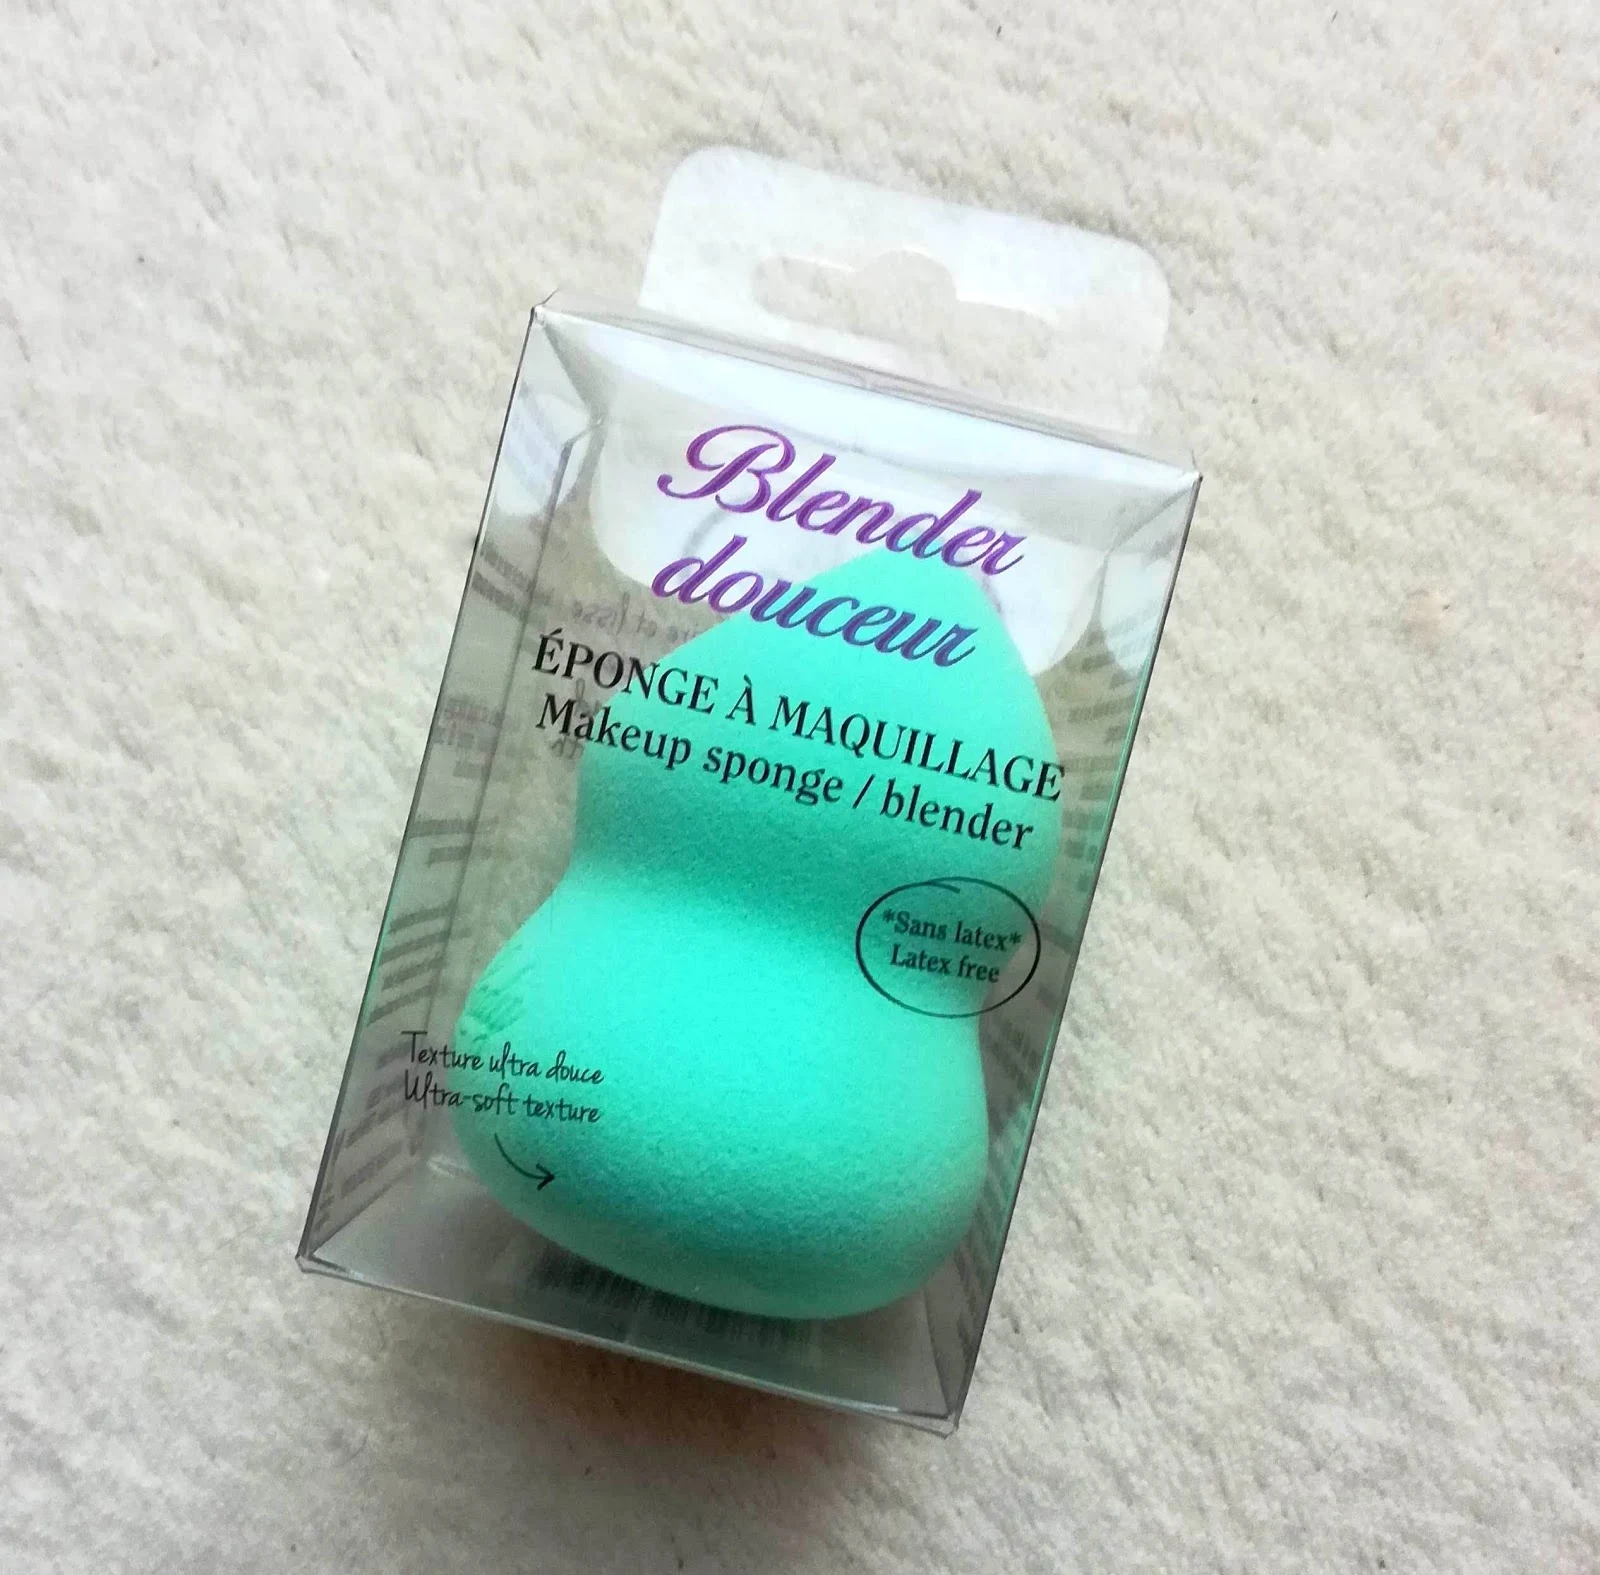 Blender
douceur
ÉPONGE À MAQUILLAGE
Makeup sponge / blender
*Sans latex*
Latex free
Texture ultra douce
Ultra-soft texture